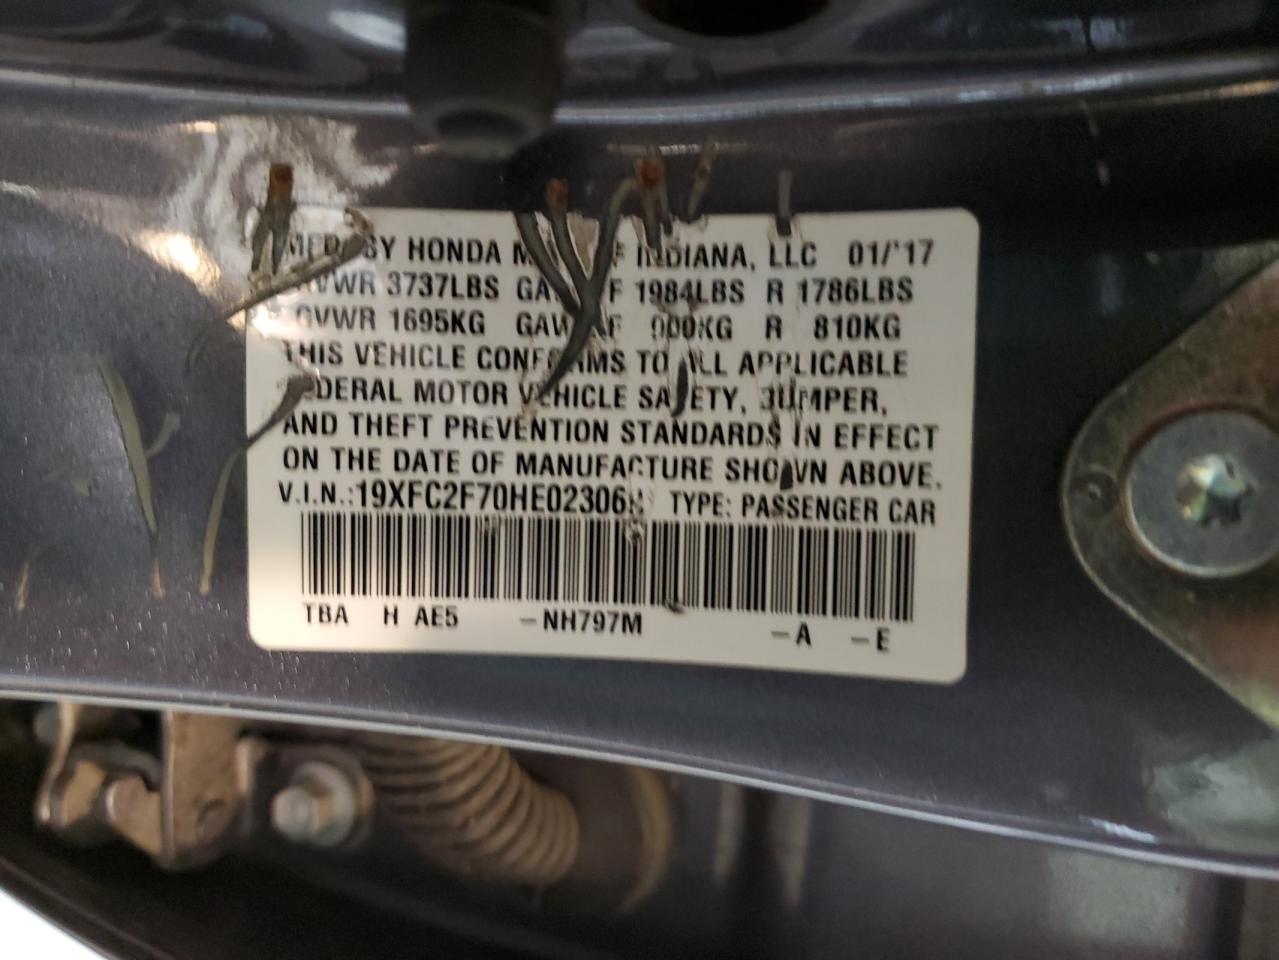 BY HONDA INDIANA, LLC 01/'17
GVWR 3737LBS F 1984LBS R 1786LBS
GVWR 1695KG R 810KG
THIS VEHICLE CONFORMS TO ALL APPLICABLE
FEDERAL MOTOR VEHICLE SAFETY, BUMPER,
AND THEFT PREVENTION STANDARDS IN EFFECT
ON THE DATE OF MANUFACTURE SHOWN ABOVE.
V.I.N.: TYPE: PASSENGER CAR
TBA H AE5 -NH797M -A -E